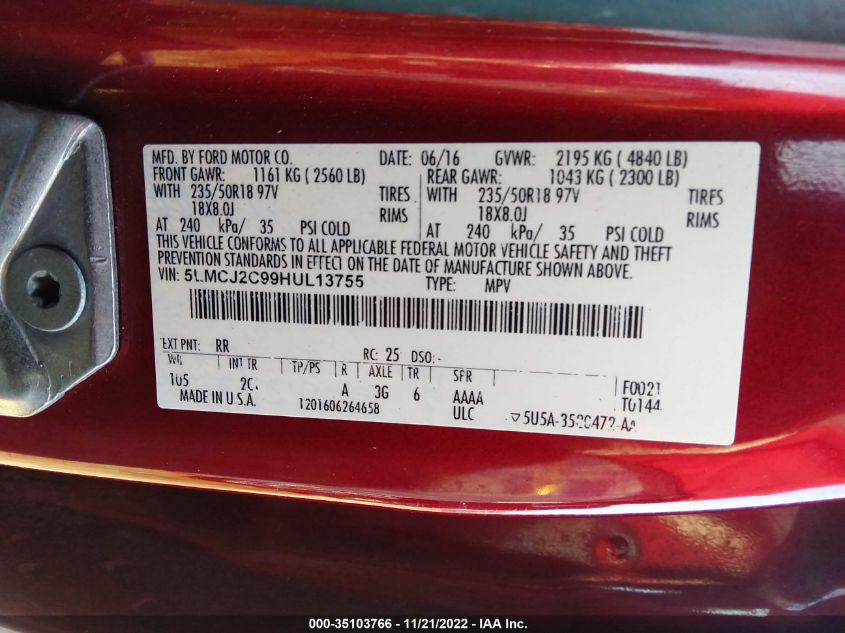 MFD. BY FORD MOTOR CO. DATE: 06/16 GVWR: 2195 KG ( 4840 LB)
FRONT GAWR: 1161 KG ( 2560 LB) REAR GAWR: 1043 KG ( 2300 LB)
WITH 235/50R18 97V TIRES WITH 235/50R18 97V TIRES
18X8.0J RIMS 18X8.0J RIMS
AT 240 kPa/ 35 PSI COLD AT 240 kPa/ 35 PSI COLD
THIS VEHICLE CONFORMS TO ALL APPLICABLE FEDERAL MOTOR VEHICLE SAFETY AND THEFT
PREVENTION STANDARDS IN EFFECT ON THE DATE OF MANUFACTURE SHOWN ABOVE.
VIN: 5LMCJ2C99HUL13755 TYPE: MPV
EXT PNT: RR RC: 25 DSO:-
WB INT TR TP/PS R AXLE TR SFR
105 A 3G 6 AAAA F0021
MADE IN U.S.A. 1201606264658 ULC T0144
000-35103766 - 11/21/2022 - IAA Inc.